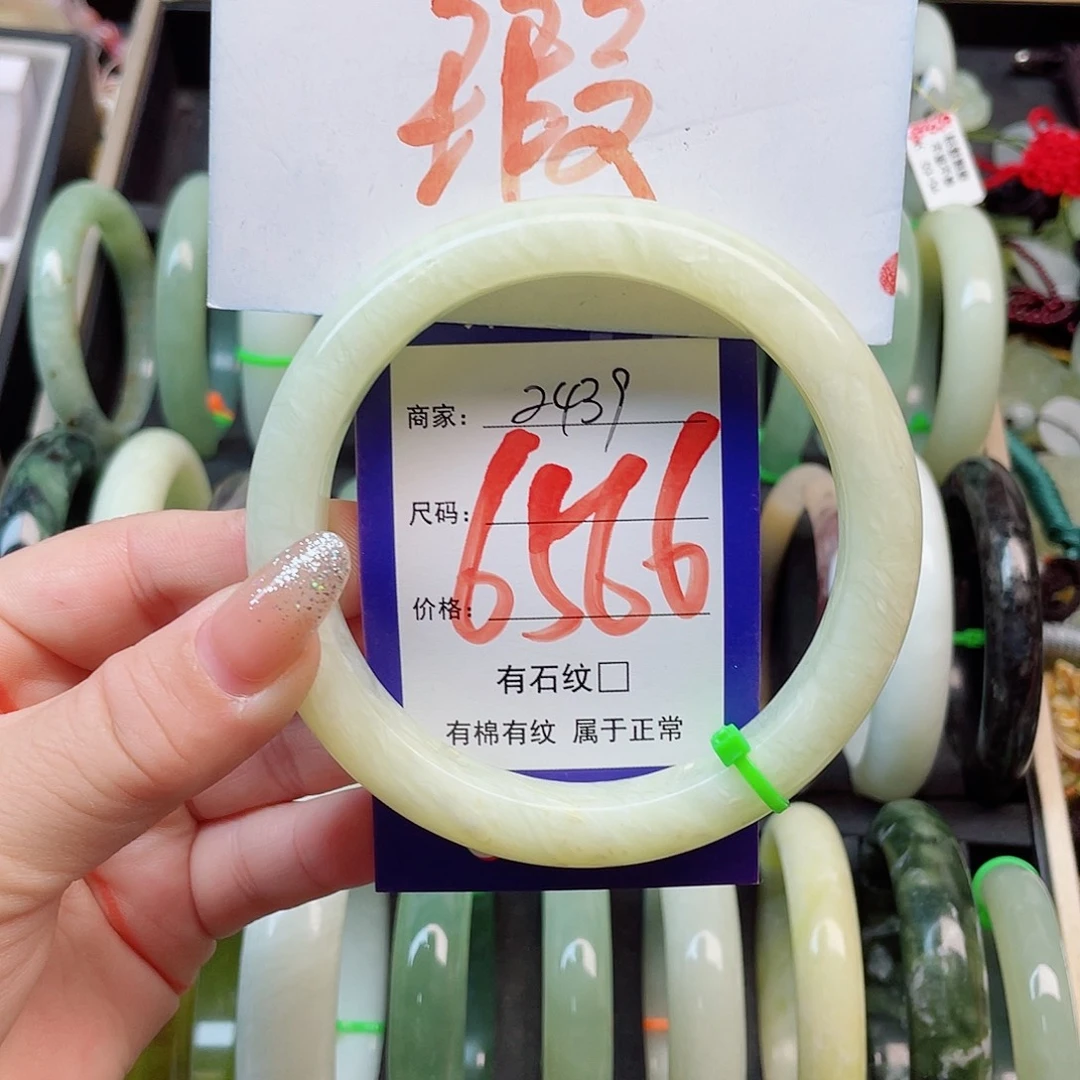 瑕
商家: 2439
尺码:
6566
价格:
有石纹□
有棉有纹 属于正常